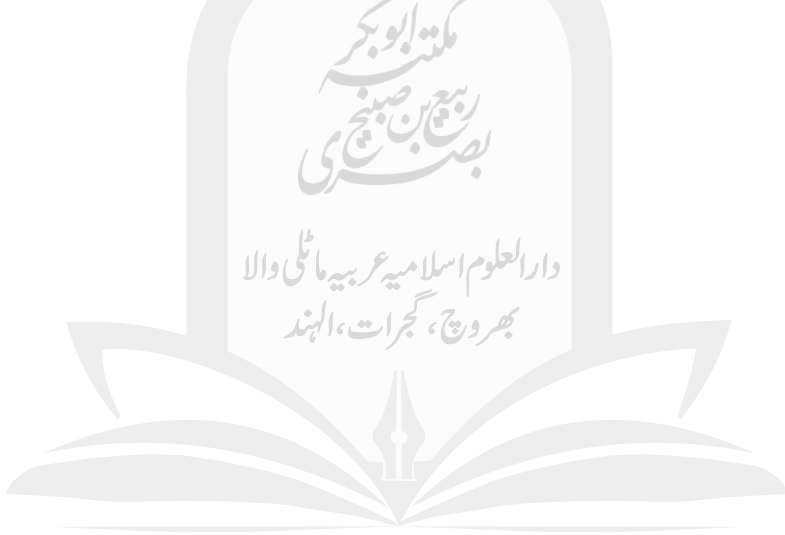 مکتبہ ابوبکر
ربیع بن صبیح
بصری
دارالعلوم اسلامیہ عربیہ ماٹلی والا
بھروچ ، گجرات ، الہند